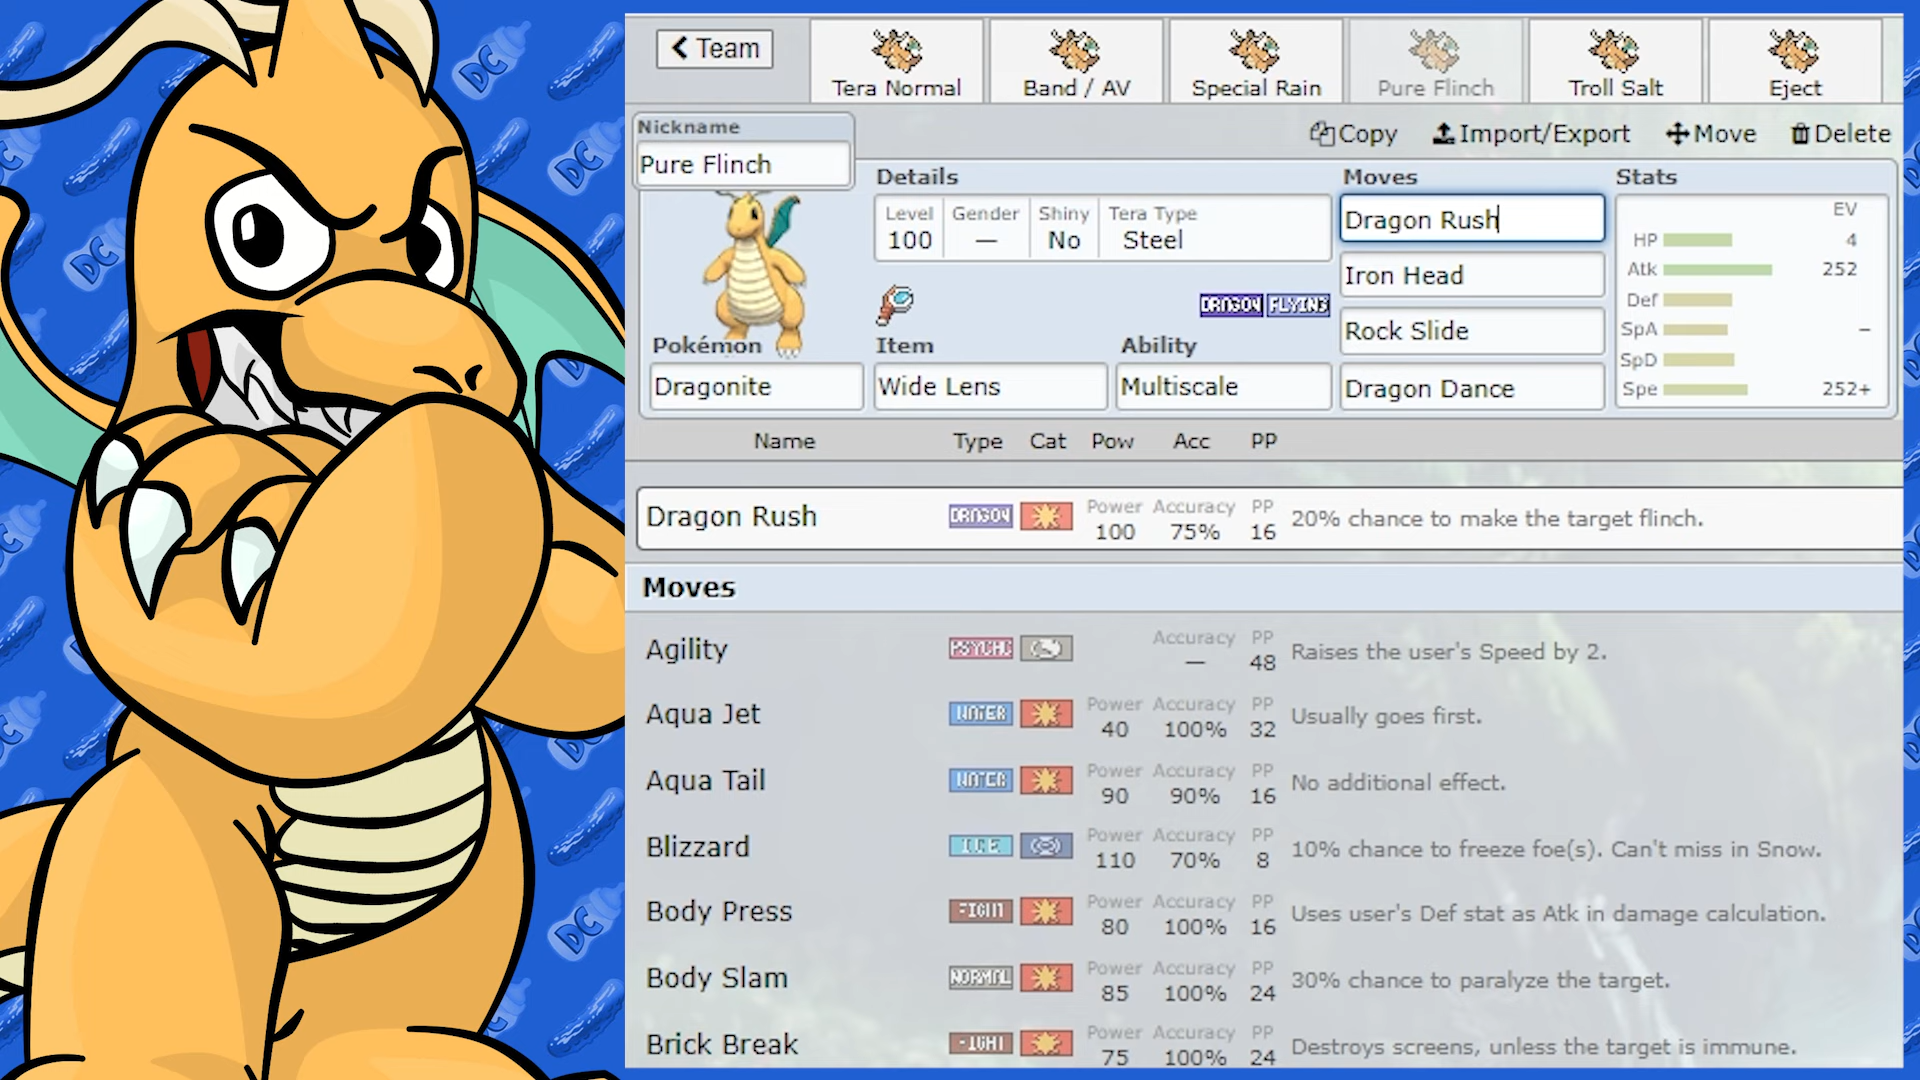 Team
Tera Normal
Band / AV
Special Rain
Pure Flinch
Troll Salt
Eject
Nickname
Pure Flinch
Copy
Import/Export
Move
Delete
Details
Moves
Stats
Level
Gender
Shiny
Tera Type
100
—
No
Steel
Dragon Rush
Iron Head
Rock Slide
Dragon Dance
EV
HP 4
Atk 252
Def
SpA –
SpD
Spe 252+
DRAGON FLYING
Pokémon
Item
Ability
Dragonite
Wide Lens
Multiscale
Name Type Cat Pow Acc PP
Dragon Rush DRAGON Power 100 Accuracy 75% PP 16 20% chance to make the target flinch.
Moves
Agility PSYCHC Accuracy — PP 48 Raises the user's Speed by 2.
Aqua Jet WATER Power 40 Accuracy 100% PP 32 Usually goes first.
Aqua Tail WATER Power 90 Accuracy 90% PP 16 No additional effect.
Blizzard ICE Power 110 Accuracy 70% PP 8 10% chance to freeze foe(s). Can't miss in Snow.
Body Press FIGHT Power 80 Accuracy 100% PP 16 Uses user's Def stat as Atk in damage calculation.
Body Slam NORMAL Power 85 Accuracy 100% PP 24 30% chance to paralyze the target.
Brick Break FIGHT Power 75 Accuracy 100% PP 24 Destroys screens, unless the target is immune.
DC
DC
DC
DC